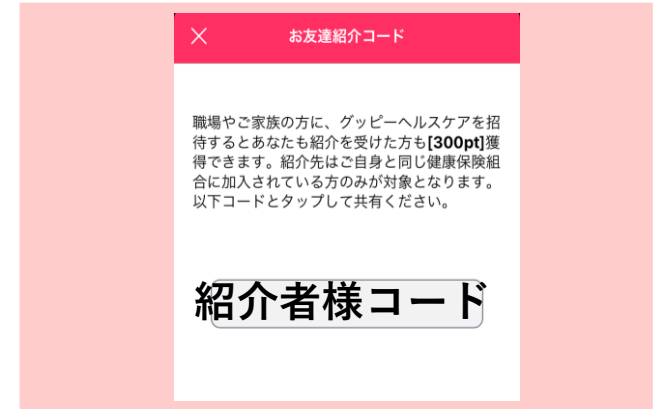 お友達紹介コード
職場やご家族の方に、グッピーヘルスケアを招
待するとあなたも紹介を受けた方も[300pt]獲
得できます。紹介先はご自身と同じ健康保険組
合に加入されている方のみが対象となります。
以下コードとタップして共有ください。
紹介者様コード